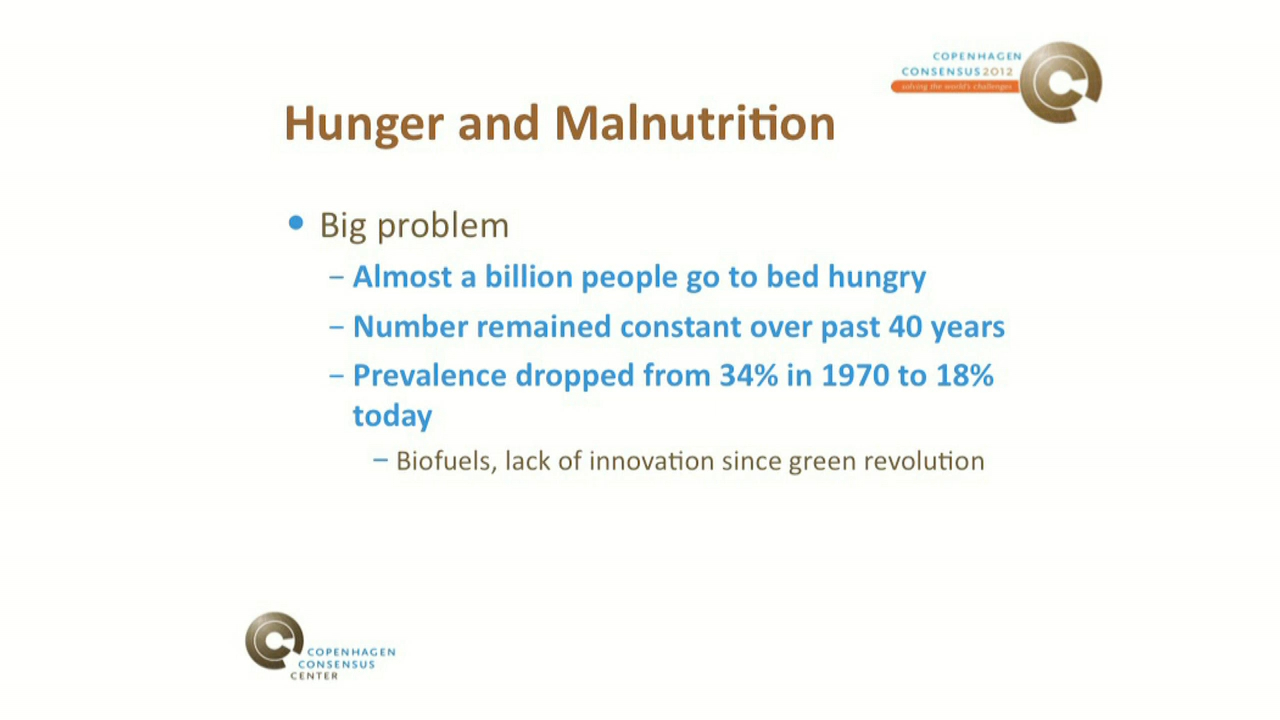 COPENHAGEN
CONSENSUS2012
solving the world's challenges
Hunger and Malnutrition
• Big problem
– Almost a billion people go to bed hungry
– Number remained constant over past 40 years
– Prevalence dropped from 34% in 1970 to 18%
today
– Biofuels, lack of innovation since green revolution
COPENHAGEN
CONSENSUS
CENTER